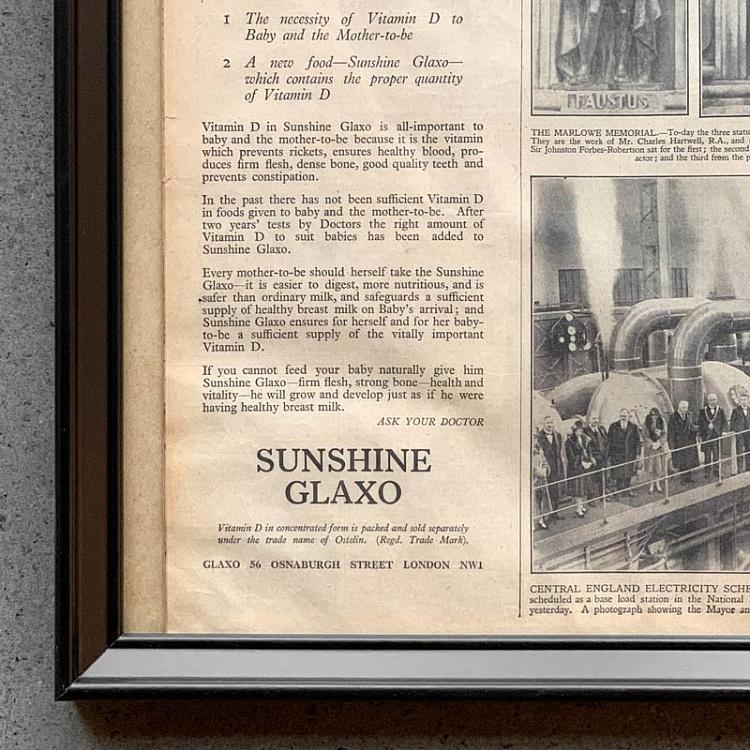 1 The necessity of Vitamin D to
Baby and the Mother-to-be
2 A new food—Sunshine Glaxo—
which contains the proper quantity
of Vitamin D
Vitamin D in Sunshine Glaxo is all-important to
baby and the mother-to-be because it is the vitamin
which prevents rickets, ensures healthy blood, pro-
duces firm flesh, dense bone, good quality teeth and
prevents constipation.
In the past there has not been sufficient Vitamin D
in foods given to baby and the mother-to-be. After
two years' tests by Doctors the right amount of
Vitamin D to suit babies has been added to
Sunshine Glaxo.
Every mother-to-be should herself take the Sunshine
Glaxo—it is easier to digest, more nutritious, and is
safer than ordinary milk, and safeguards a sufficient
supply of healthy breast milk on Baby's arrival; and
Sunshine Glaxo ensures for herself and for her baby-
to-be a sufficient supply of the vitally important
Vitamin D.
If you cannot feed your baby naturally give him
Sunshine Glaxo—firm flesh, strong bone—health and
vitality—he will grow and develop just as if he were
having healthy breast milk.
ASK YOUR DOCTOR
SUNSHINE
GLAXO
Vitamin D in concentrated form is packed and sold separately
under the trade name of Ostelin. (Regd. Trade Mark).
GLAXO 56 OSNABURGH STREET LONDON NW1
FAUSTUS
THE MARLOWE MEMORIAL.—To-day the three statu
They are the work of Mr. Charles Hartwell, R.A., and
Sir Johnston Forbes-Robertson sat for the first; the second
actor; and the third from the p
CENTRAL ENGLAND ELECTRICITY SCHE
scheduled as a base load station in the National
yesterday. A photograph showing the Mayor an